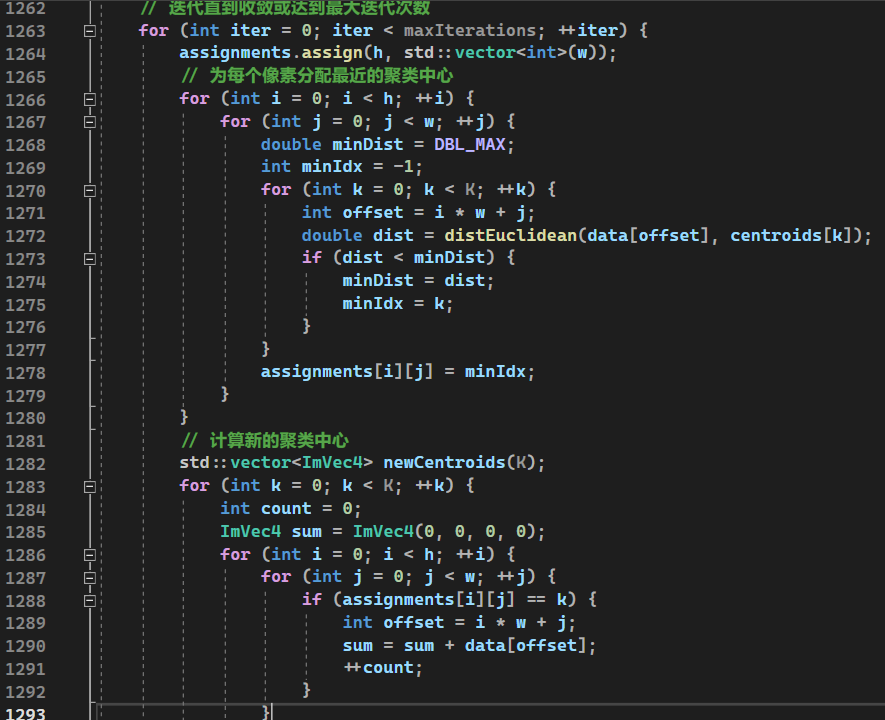 1262 // 迭代直到收敛或达到最大迭代次数
1263 for (int iter = 0; iter < maxIterations; ++iter) {
1264 assignments.assign(h, std::vector<int>(w));
1265 // 为每个像素分配最近的聚类中心
1266 for (int i = 0; i < h; ++i) {
1267 for (int j = 0; j < w; ++j) {
1268 double minDist = DBL_MAX;
1269 int minIdx = -1;
1270 for (int k = 0; k < K; ++k) {
1271 int offset = i * w + j;
1272 double dist = distEuclidean(data[offset], centroids[k]);
1273 if (dist < minDist) {
1274 minDist = dist;
1275 minIdx = k;
1276 }
1277 }
1278 assignments[i][j] = minIdx;
1279 }
1280 }
1281 // 计算新的聚类中心
1282 std::vector<ImVec4> newCentroids(K);
1283 for (int k = 0; k < K; ++k) {
1284 int count = 0;
1285 ImVec4 sum = ImVec4(0, 0, 0, 0);
1286 for (int i = 0; i < h; ++i) {
1287 for (int j = 0; j < w; ++j) {
1288 if (assignments[i][j] == k) {
1289 int offset = i * w + j;
1290 sum = sum + data[offset];
1291 ++count;
1292 }
1293 }